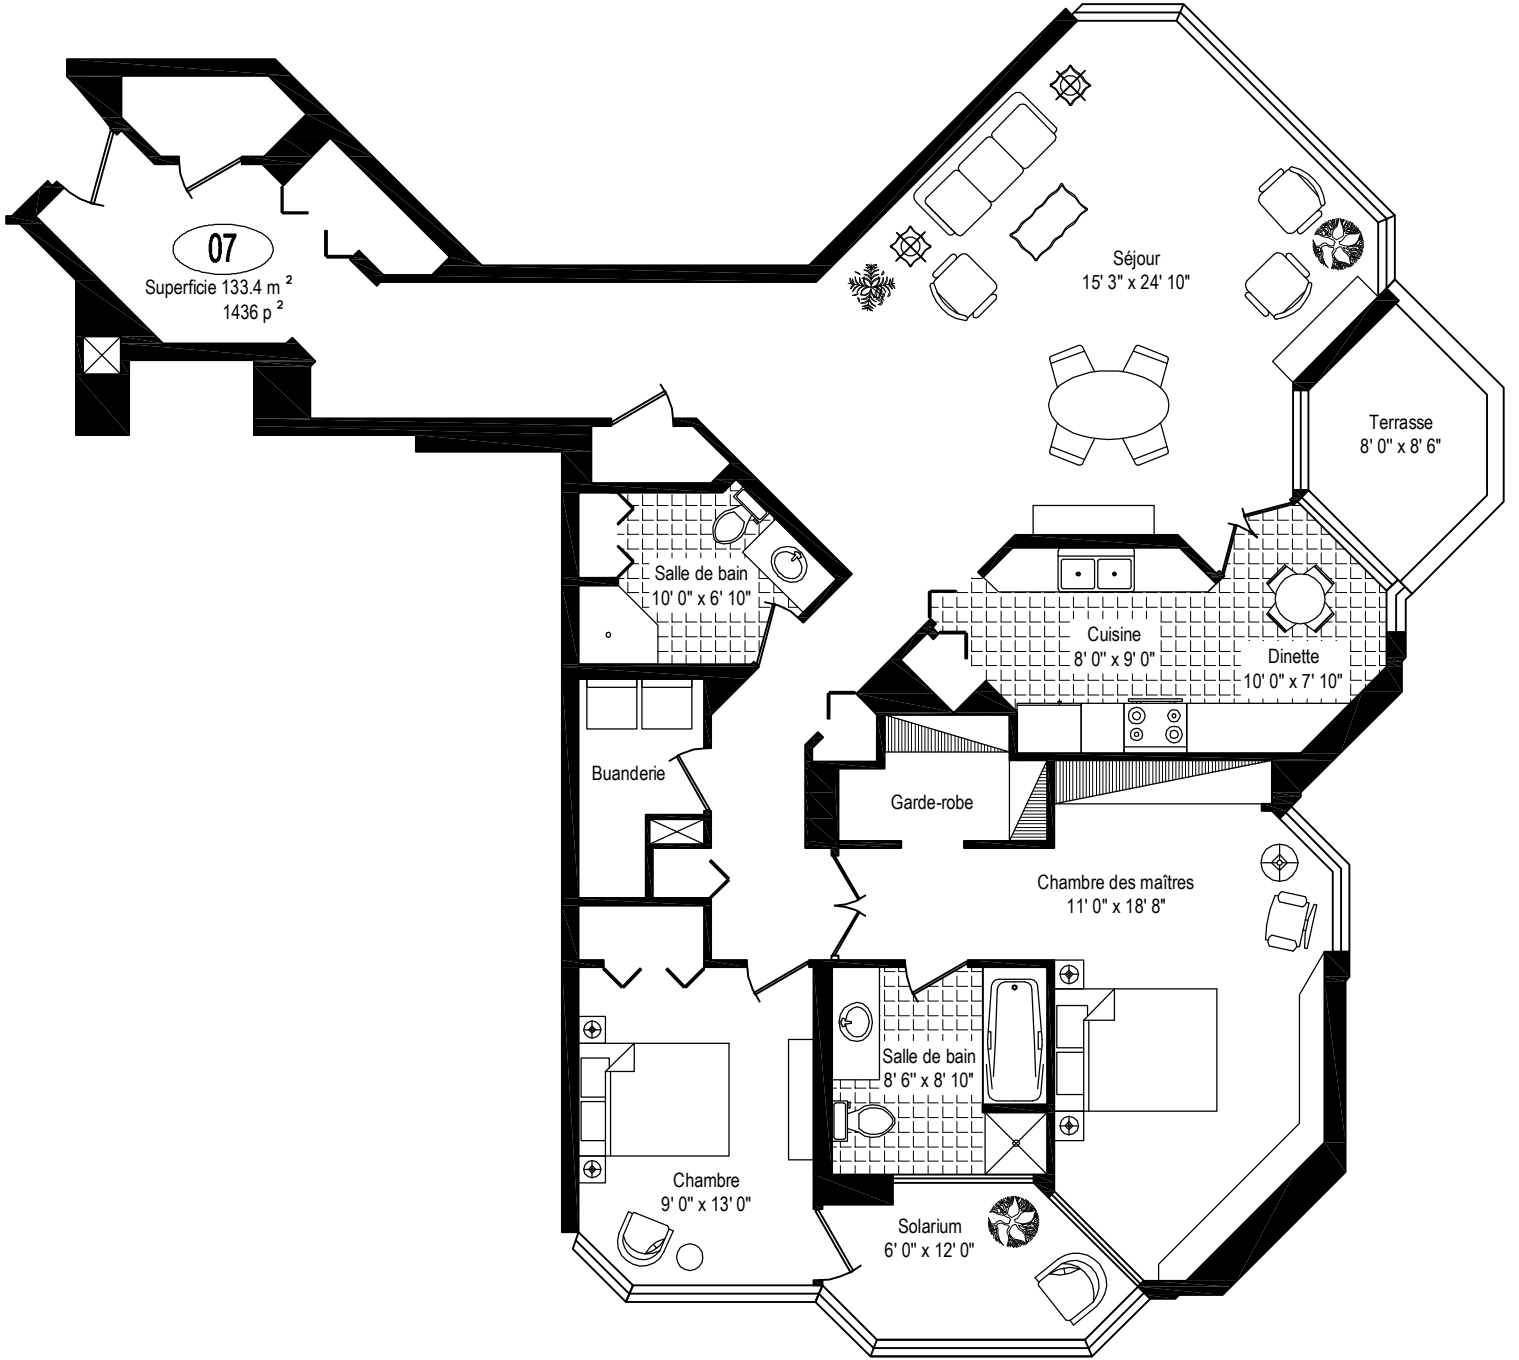 07
Superficie 133.4 m ²
1436 p ²
Séjour
15' 3" x 24' 10"
Terrasse
8' 0" x 8' 6"
Salle de bain
10' 0" x 6' 10"
Cuisine
8' 0" x 9' 0"
Dinette
10' 0" x 7' 10"
Buanderie
Garde-robe
Chambre des maîtres
11' 0" x 18' 8"
Salle de bain
8' 6" x 8' 10"
Chambre
9' 0" x 13' 0"
Solarium
6' 0" x 12' 0"